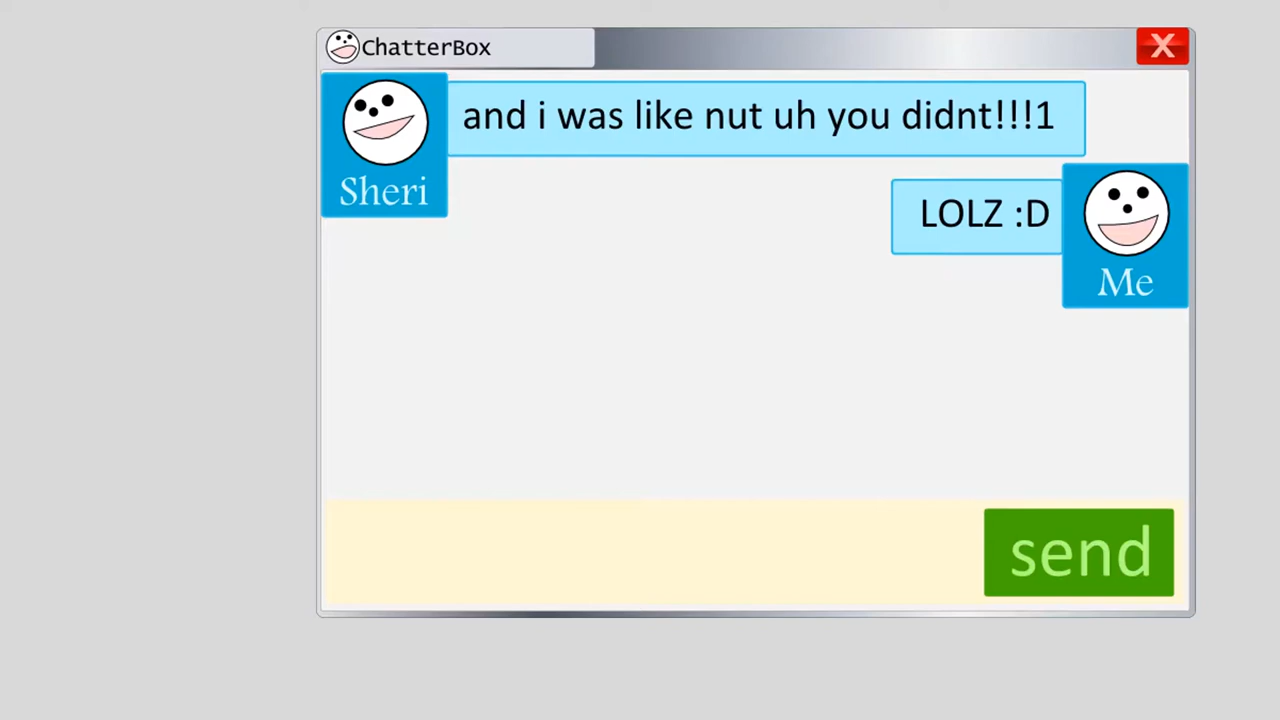 ChatterBox
X
and i was like nut uh you didnt!!!1
Sheri
LOLZ :D
Me
send